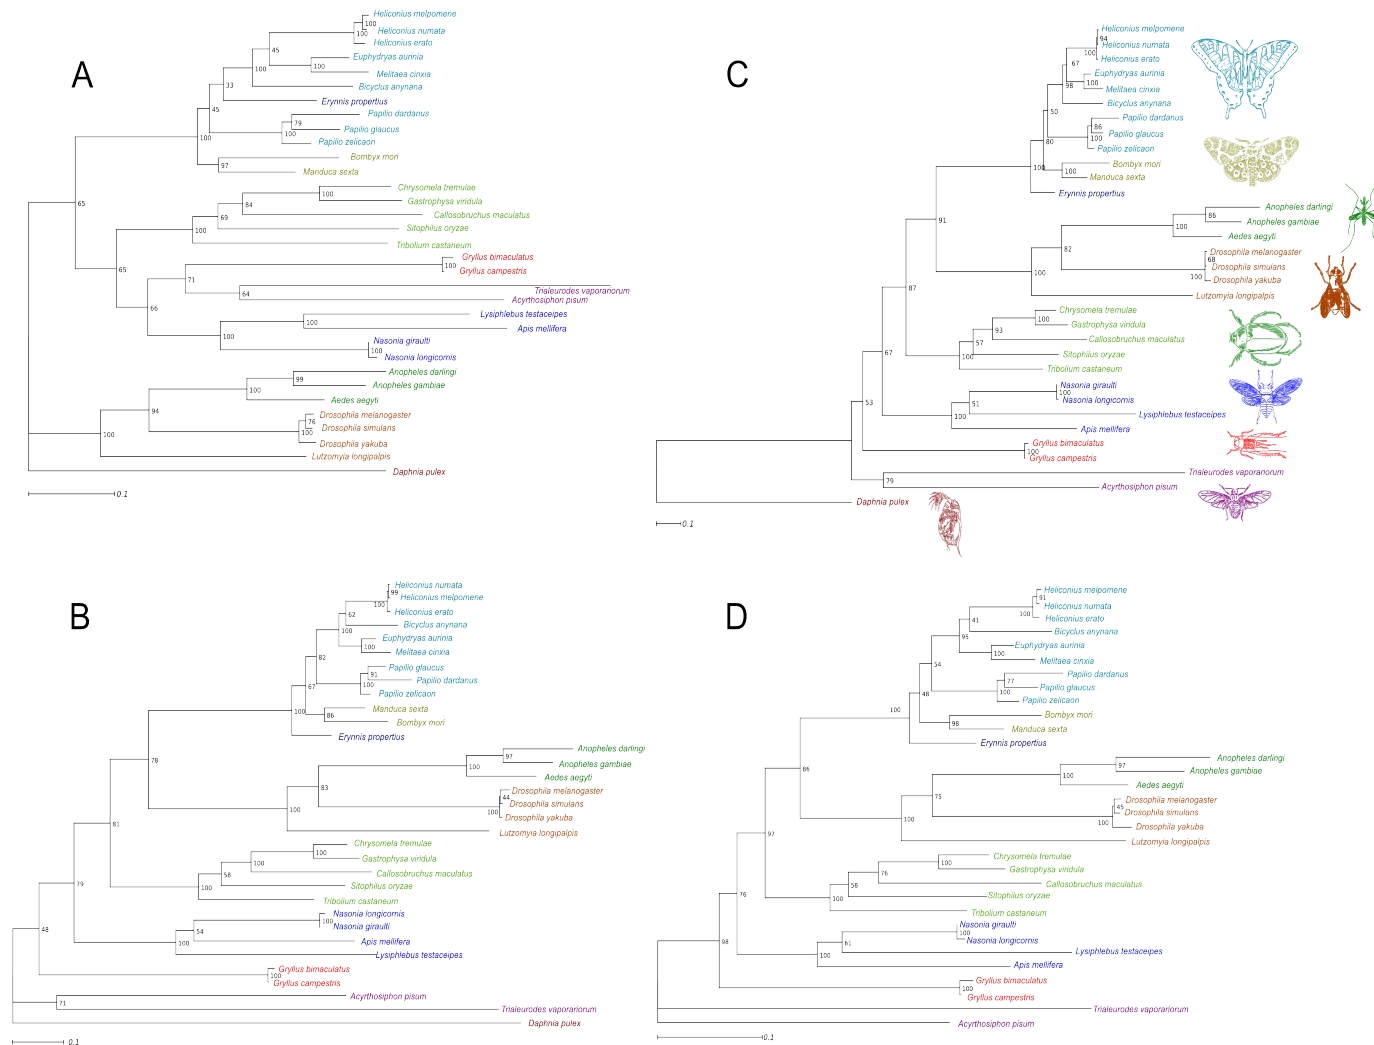 A
Heliconius melpomene
100
Heliconius numata
100
Heliconius erato
45
Euphydryas aurinia
100
100
Melitaea cinxia
33
Bicyclus anynana
Erynnis propertius
45
Papilio dardanus
79
Papilio glaucus
100
100
Papilio zelicaon
Bombyx mori
97
Manduca sexta
65
Chrysomela tremulae
100
Gastrophysa viridula
84
Callosobruchus maculatus
69
Sitophilus oryzae
100
Tribolium castaneum
65
Gryllus bimaculatus
100
Gryllus campestris
71
Trialeurodes vaporariorum
64
Acyrthosiphon pisum
66
Lysiphlebus testaceipes
100
Apis mellifera
100
Nasonia giraulti
100
Nasonia longicornis
Anopheles darlingi
99
Anopheles gambiae
100
Aedes aegyti
94
Drosophila melanogaster
76
Drosophila simulans
100
100
Drosophila yakuba
Lutzomyia longipalpis
Daphnia pulex
0.1
C
Heliconius melpomene
94
Heliconius numata
100
Heliconius erato
67
Euphydryas aurinia
98
100
Melitaea cinxia
Bicyclus anynana
50
Papilio dardanus
86
Papilio glaucus
80
100
Papilio zelicaon
Bombyx mori
100
100
Manduca sexta
Erynnis propertius
91
Anopheles darlingi
86
Anopheles gambiae
100
Aedes aegyti
82
Drosophila melanogaster
68
Drosophila simulans
100
100
Drosophila yakuba
Lutzomyia longipalpis
87
Chrysomela tremulae
100
Gastrophysa viridula
93
Callosobruchus maculatus
57
Sitophilus oryzae
100
Tribolium castaneum
67
Nasonia giraulti
100
Nasonia longicornis
51
Lysiphlebus testaceipes
100
Apis mellifera
53
Gryllus bimaculatus
100
Gryllus campestris
Trialeurodes vaporariorum
79
Acyrthosiphon pisum
Daphnia pulex
0.1
B
Heliconius numata
99
Heliconius melpomene
100
Heliconius erato
62
Bicyclus anynana
100
Euphydryas aurinia
100
Melitaea cinxia
82
Papilio glaucus
91
Papilio dardanus
67
100
Papilio zelicaon
Manduca sexta
100
86
Bombyx mori
Erynnis propertius
78
Anopheles darlingi
97
Anopheles gambiae
100
Aedes aegyti
83
Drosophila melanogaster
44
Drosophila simulans
100
100
Drosophila yakuba
Lutzomyia longipalpis
81
Chrysomela tremulae
100
Gastrophysa viridula
100
Callosobruchus maculatus
58
Sitophilus oryzae
100
Tribolium castaneum
79
Nasonia longicornis
100
Nasonia giraulti
54
Apis mellifera
100
Lysiphlebus testaceipes
48
Gryllus bimaculatus
100
Gryllus campestris
Acyrthosiphon pisum
71
Trialeurodes vaporariorum
Daphnia pulex
0.1
D
Heliconius melpomene
91
Heliconius numata
100
Heliconius erato
41
Bicyclus anynana
95
Euphydryas aurinia
100
Melitaea cinxia
54
Papilio dardanus
77
Papilio glaucus
48
100
Papilio zelicaon
100
Bombyx mori
98
Manduca sexta
Erynnis propertius
86
Anopheles darlingi
97
Anopheles gambiae
100
Aedes aegyti
75
Drosophila melanogaster
45
Drosophila simulans
100
100
Drosophila yakuba
Lutzomyia longipalpis
97
Chrysomela tremulae
100
Gastrophysa viridula
76
Callosobruchus maculatus
58
Sitophilus oryzae
100
Tribolium castaneum
76
Nasonia giraulti
100
Nasonia longicornis
61
Lysiphlebus testaceipes
100
Apis mellifera
98
Gryllus bimaculatus
100
Gryllus campestris
Trialeurodes vaporariorum
Acyrthosiphon pisum
0.1